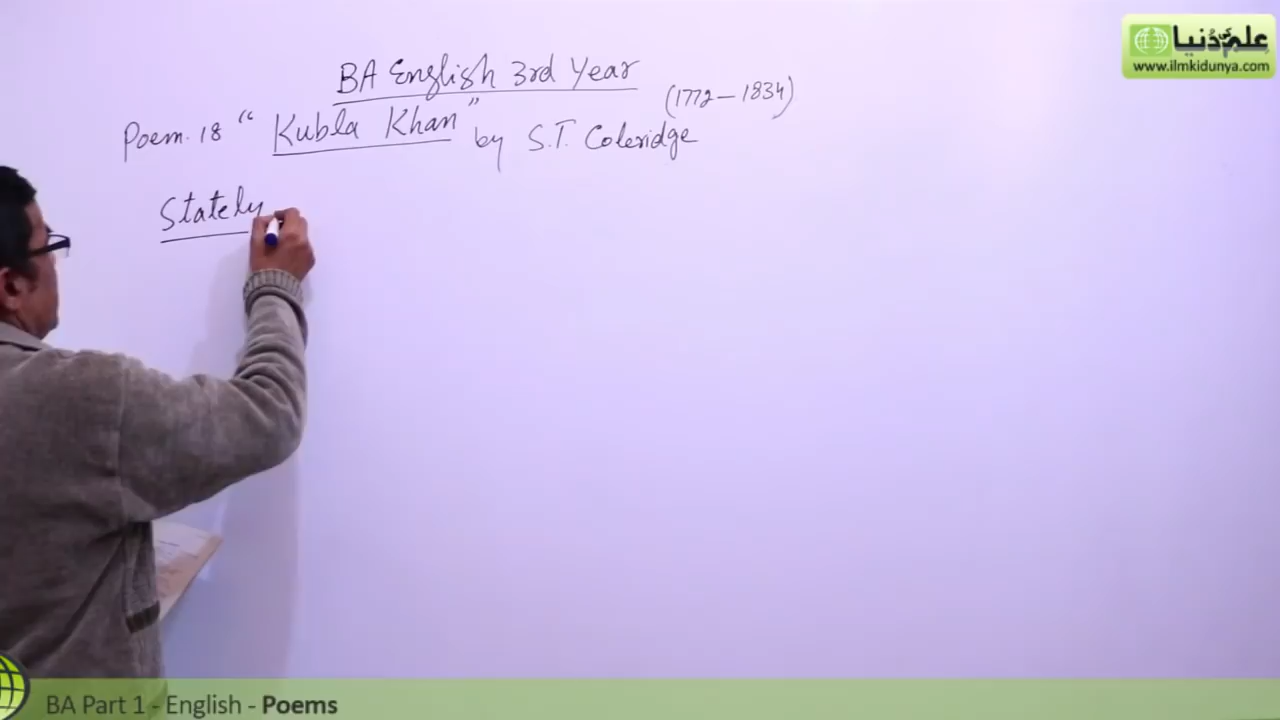 علم کی دنیا
www.ilmkidunya.com
BA English 3rd Year
(1772 – 1834)
Poem. 18 “ Kubla Khan ” by S.T. Coleridge
Stately
BA Part 1 - English - Poems